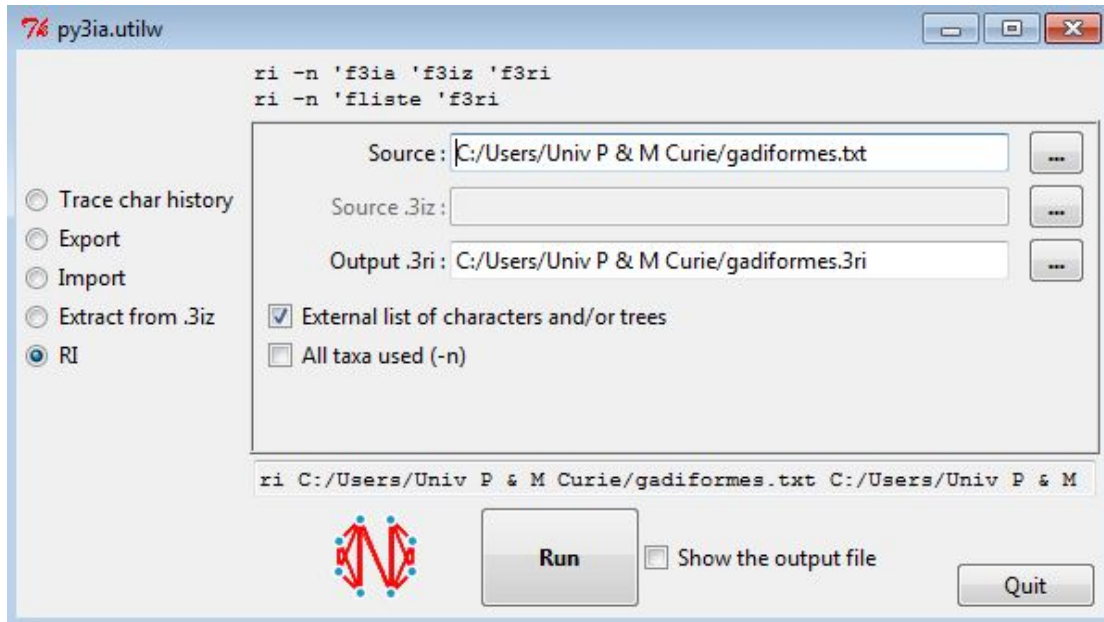 py3ia.utilw
ri -n 'f3ia 'f3iz 'f3ri
ri -n 'fliste 'f3ri
Source : C:/Users/Univ P & M Curie/gadiformes.txt ...
Trace char history
Source .3iz : ...
Export
Output .3ri : C:/Users/Univ P & M Curie/gadiformes.3ri ...
Import
Extract from .3iz
External list of characters and/or trees
RI
All taxa used (-n)
ri C:/Users/Univ P & M Curie/gadiformes.txt C:/Users/Univ P & M
Run
Show the output file
Quit